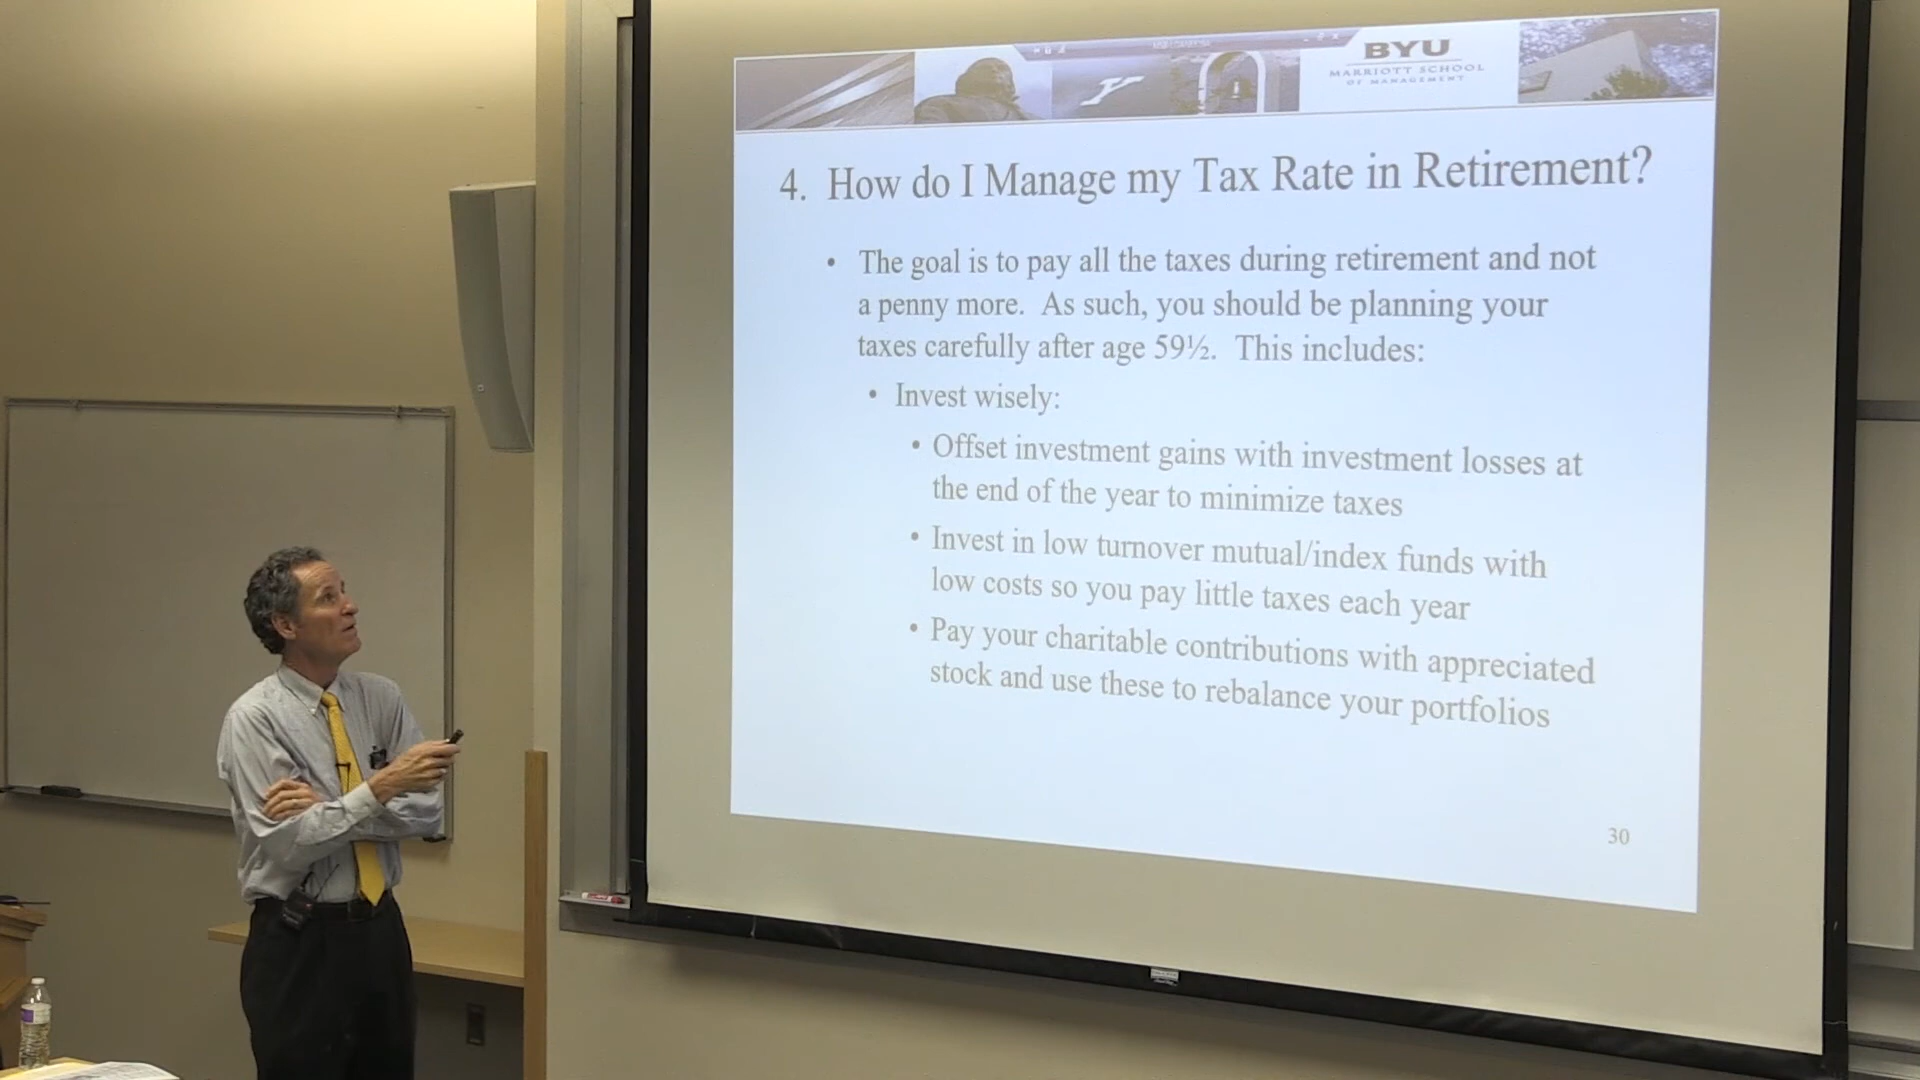 BYU
MARRIOTT SCHOOL
OF MANAGEMENT
4. How do I Manage my Tax Rate in Retirement?
• The goal is to pay all the taxes during retirement and not
a penny more. As such, you should be planning your
taxes carefully after age 59½. This includes:
• Invest wisely:
• Offset investment gains with investment losses at
the end of the year to minimize taxes
• Invest in low turnover mutual/index funds with
low costs so you pay little taxes each year
• Pay your charitable contributions with appreciated
stock and use these to rebalance your portfolios
30